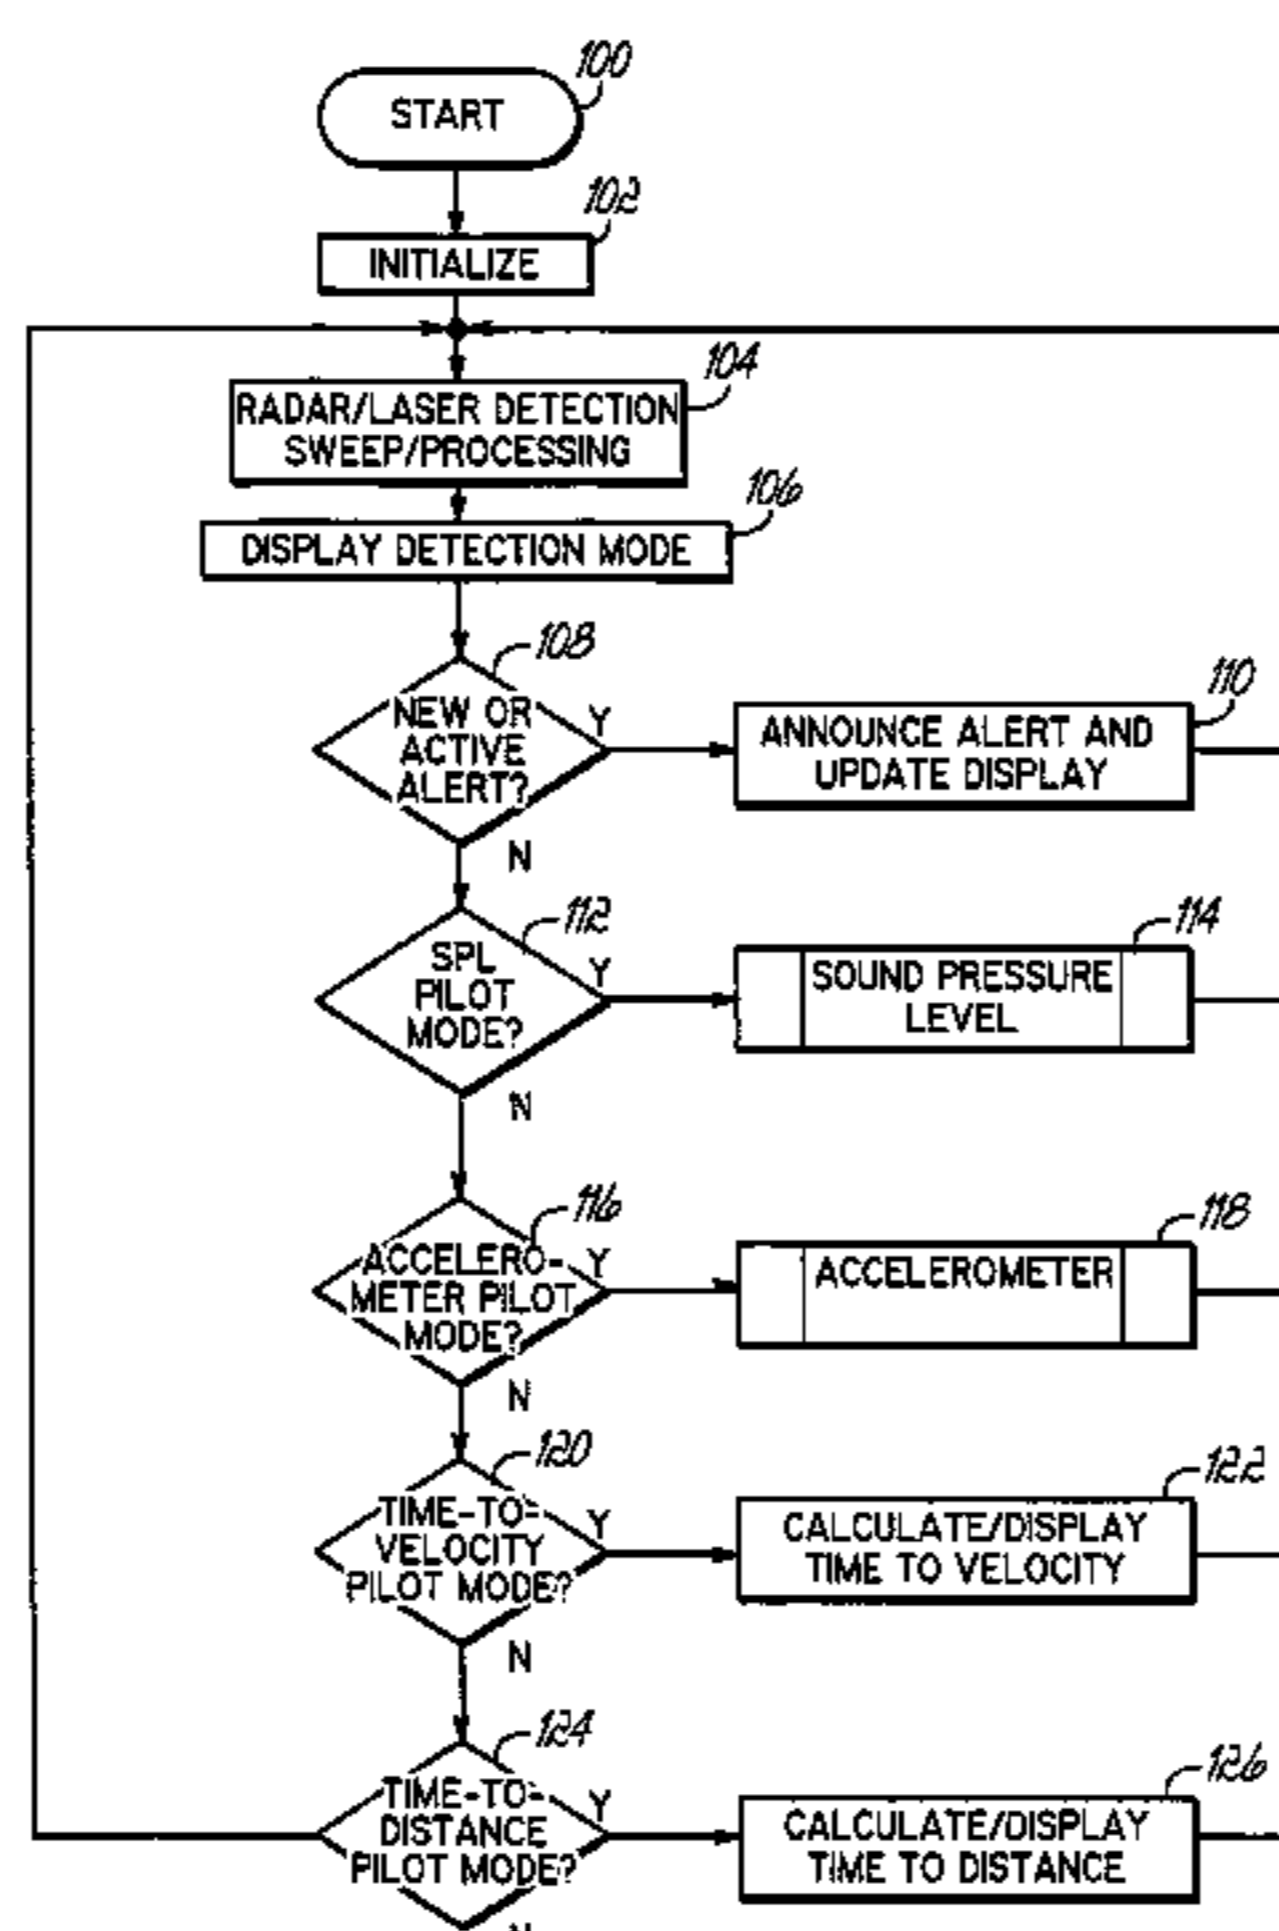 100
START
102
INITIALIZE
104
RADAR/LASER DETECTION
SWEEP/PROCESSING
106
DISPLAY DETECTION MODE
108
NEW OR
ACTIVE
ALERT?
Y
N
110
ANNOUNCE ALERT AND
UPDATE DISPLAY
112
SPL
PILOT
MODE?
Y
N
114
SOUND PRESSURE
LEVEL
116
ACCELERO-
METER PILOT
MODE?
Y
N
118
ACCELEROMETER
120
TIME-TO-
VELOCITY
PILOT MODE?
Y
N
122
CALCULATE/DISPLAY
TIME TO VELOCITY
124
TIME-TO-
DISTANCE
PILOT MODE?
Y
126
CALCULATE/DISPLAY
TIME TO DISTANCE